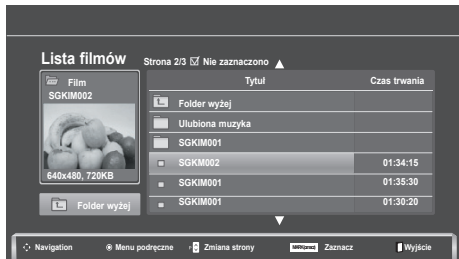 Lista filmów
Strona 2/3 ☑ Nie zaznaczono ▲
Film
SGKIM002
640x480, 720KB
Folder wyżej
Tytuł Czas trwania
Folder wyżej
Ulubiona muzyka
SGKIM001
SGKM002 01:34:15
SGKIM001 01:35:30
SGKIM001 01:30:20
▼
Navigation Menu podręczne Zmiana strony Zaznacz Wyjście